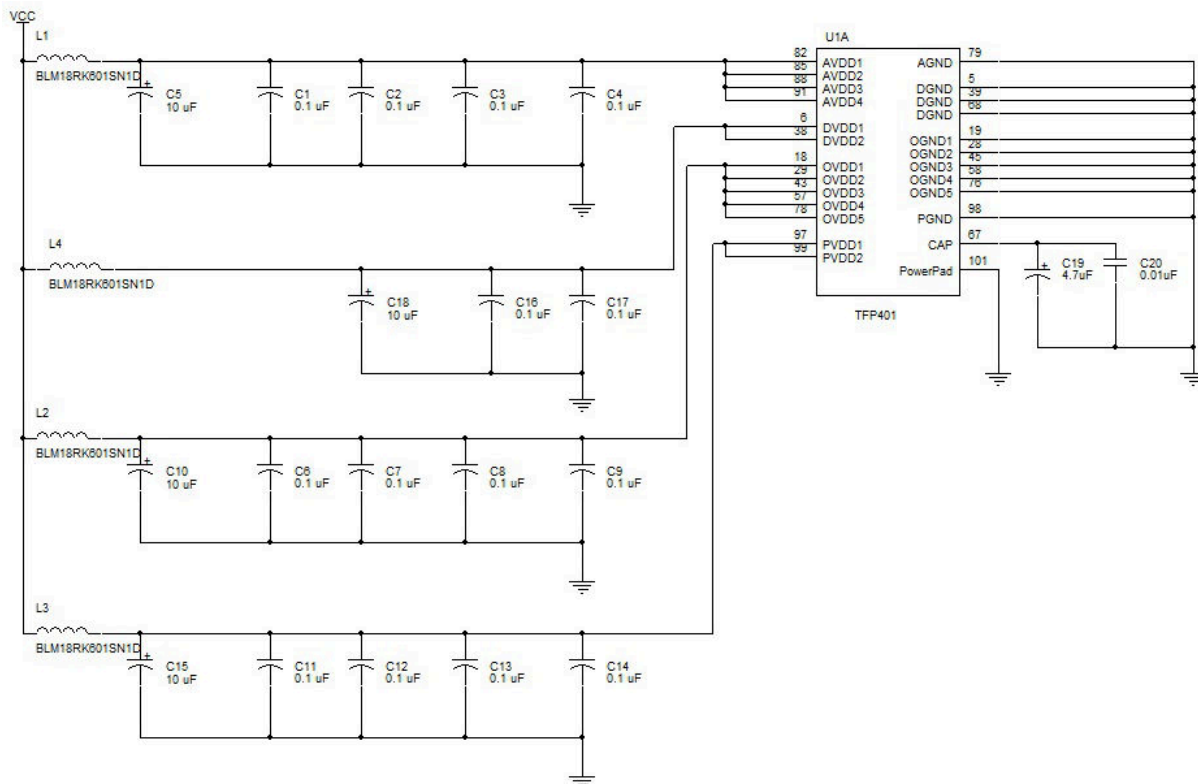 VCC
L1
BLM18RK601SN1D
C5
10 uF
C1
0.1 uF
C2
0.1 uF
C3
0.1 uF
C4
0.1 uF
L4
BLM18RK601SN1D
C18
10 uF
C16
0.1 uF
C17
0.1 uF
L2
BLM18RK601SN1D
C10
10 uF
C6
0.1 uF
C7
0.1 uF
C8
0.1 uF
C9
0.1 uF
L3
BLM18RK601SN1D
C15
10 uF
C11
0.1 uF
C12
0.1 uF
C13
0.1 uF
C14
0.1 uF
U1A
82 AVDD1
85 AVDD2
88 AVDD3
91 AVDD4
6 DVDD1
38 DVDD2
18 OVDD1
29 OVDD2
43 OVDD3
57 OVDD4
78 OVDD5
97 PVDD1
99 PVDD2
AGND 79
DGND 5
DGND 39
DGND 68
OGND1 19
OGND2 28
OGND3 45
OGND4 58
OGND5 76
PGND 98
CAP 67
PowerPad 101
TFP401
C19
4.7uF
C20
0.01uF